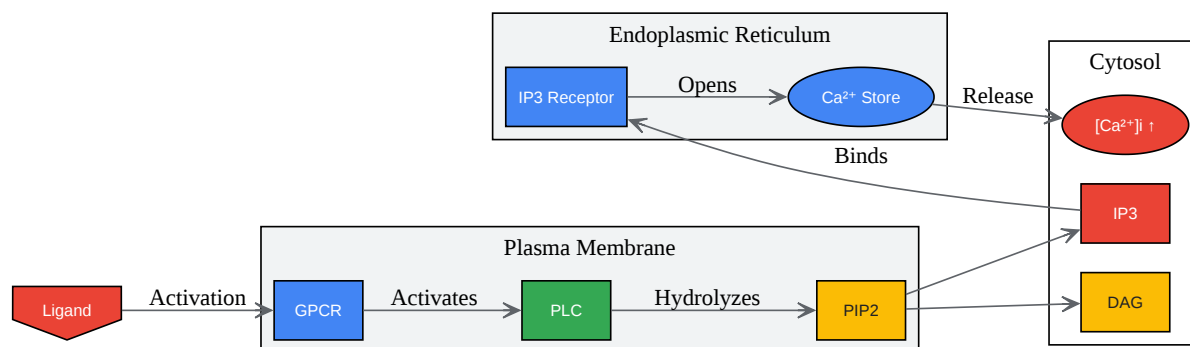 Endoplasmic Reticulum
IP3 Receptor
Opens
Ca²⁺ Store
Release
Cytosol
[Ca²⁺]i ↑
Binds
IP3
DAG
Plasma Membrane
Ligand
Activation
GPCR
Activates
PLC
Hydrolyzes
PIP2